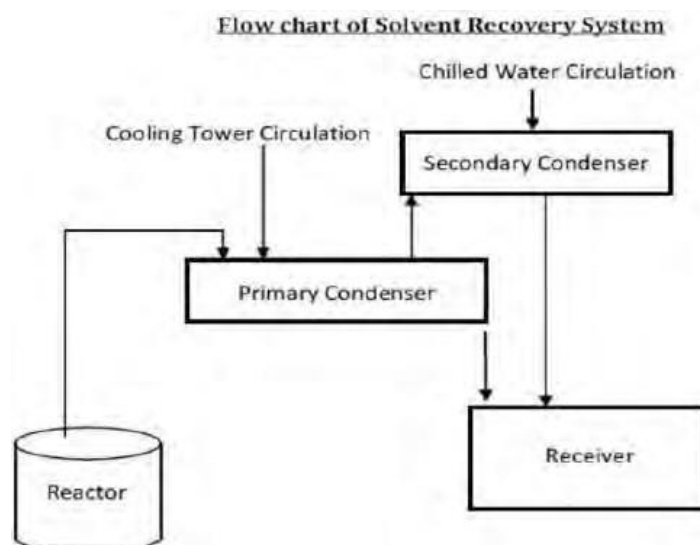 Flow chart of Solvent Recovery System
Chilled Water Circulation
Cooling Tower Circulation
Secondary Condenser
Primary Condenser
Receiver
Reactor